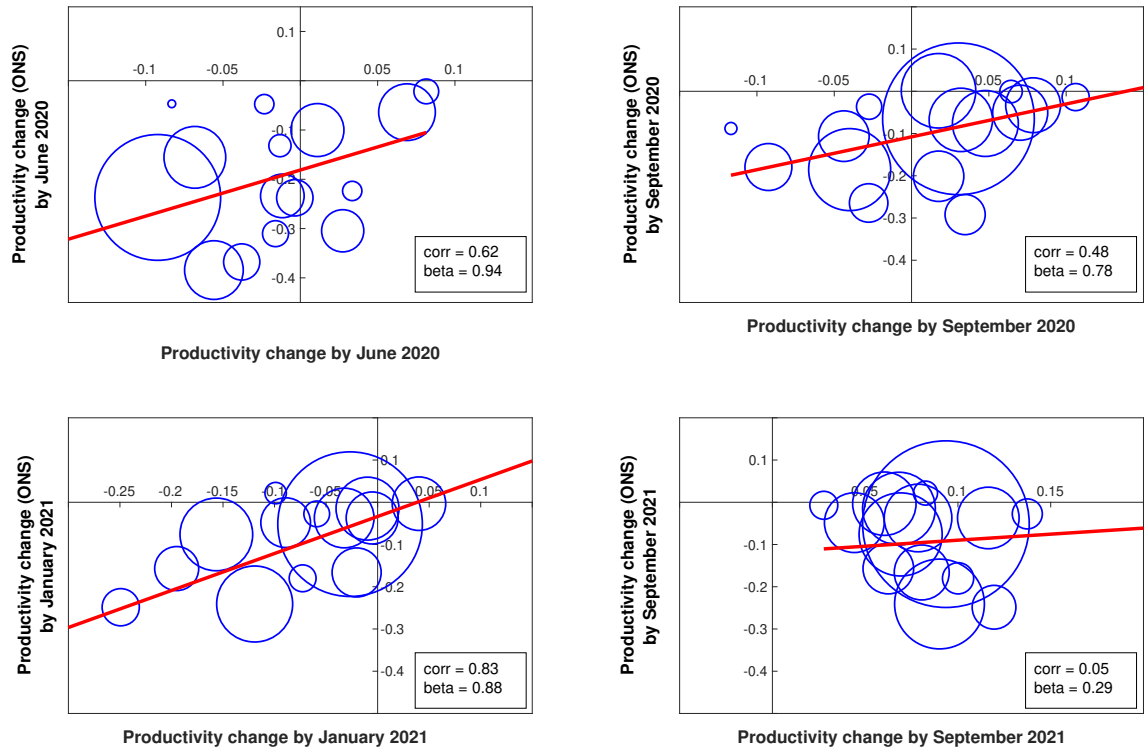 Productivity change (ONS)
by June 2020
0.1
-0.1
-0.05
0.05
0.1
-0.1
-0.2
-0.3
-0.4
corr = 0.62
beta = 0.94
Productivity change by June 2020
Productivity change (ONS)
by September 2020
0.1
-0.1
-0.05
0.05
0.1
-0.1
-0.2
-0.3
-0.4
corr = 0.48
beta = 0.78
Productivity change by September 2020
Productivity change (ONS)
by January 2021
0.1
-0.25
-0.2
-0.15
-0.1
-0.05
0.05
0.1
-0.1
-0.2
-0.3
-0.4
corr = 0.83
beta = 0.88
Productivity change by January 2021
Productivity change (ONS)
by September 2021
0.1
0.05
0.1
0.15
-0.1
-0.2
-0.3
-0.4
corr = 0.05
beta = 0.29
Productivity change by September 2021